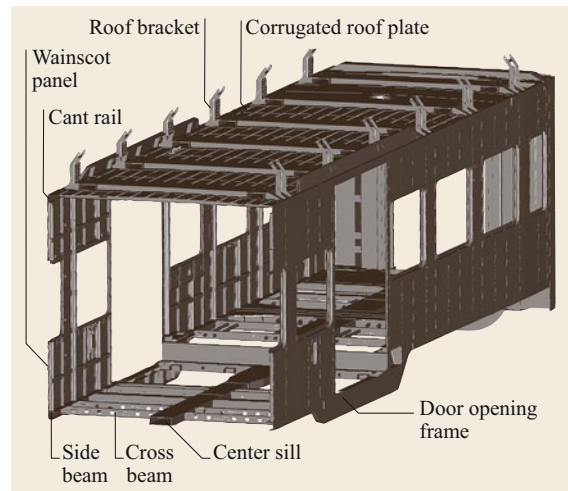 Roof bracket
Corrugated roof plate
Wainscot
panel
Cant rail
Door opening
frame
Side
beam
Cross
beam
Center sill